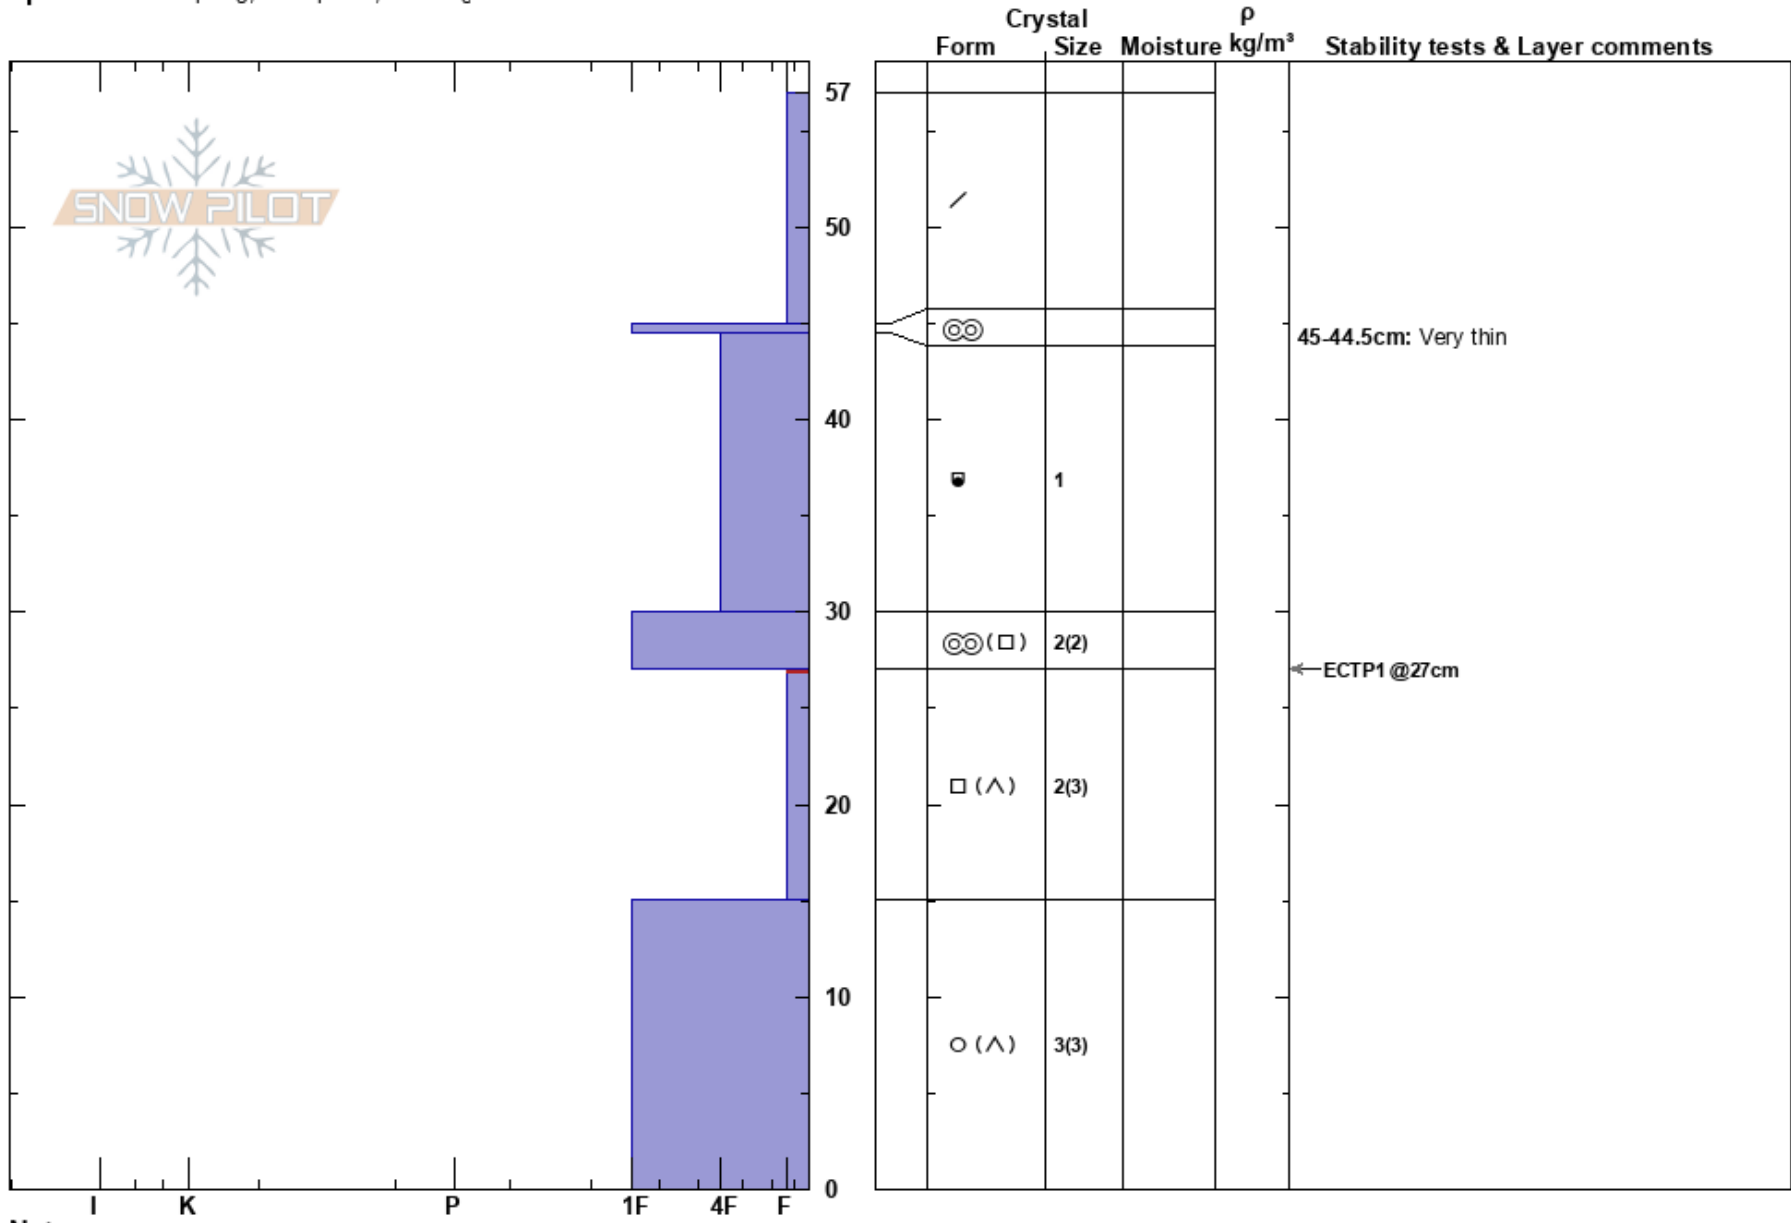 Crystal
ρ
Form Size Moisture kg/m³ Stability tests & Layer comments
57
SNOW PILOT
50
45-44.5cm: Very thin
40
1
30
2(2)
ECTP1 @27cm
2(3)
20
10
3(3)
0
I K P 1F 4F F